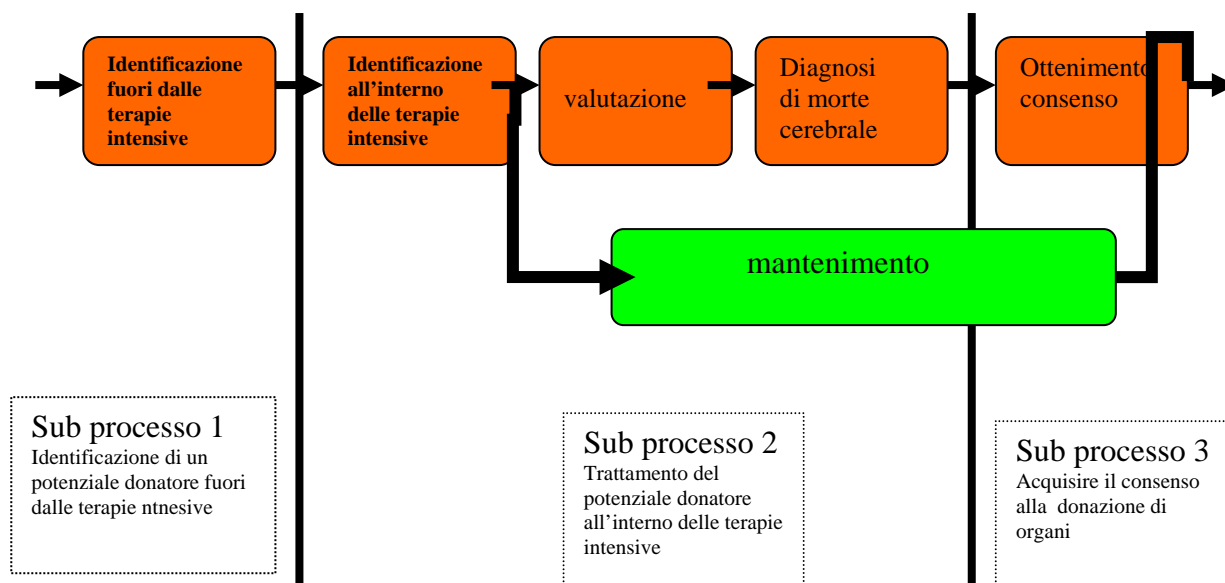 Identificazione
fuori dalle
terapie
intensive
Identificazione
all'interno
delle terapie
intensive
valutazione
Diagnosi
di morte
cerebrale
Ottenimento
consenso
mantenimento
Sub processo 1
Identificazione di un
potenziale donatore fuori
dalle terapie ntnesive
Sub processo 2
Trattamento del
potenziale donatore
all'interno delle terapie
intensive
Sub processo 3
Acquisire il consenso
alla  donazione di
organi